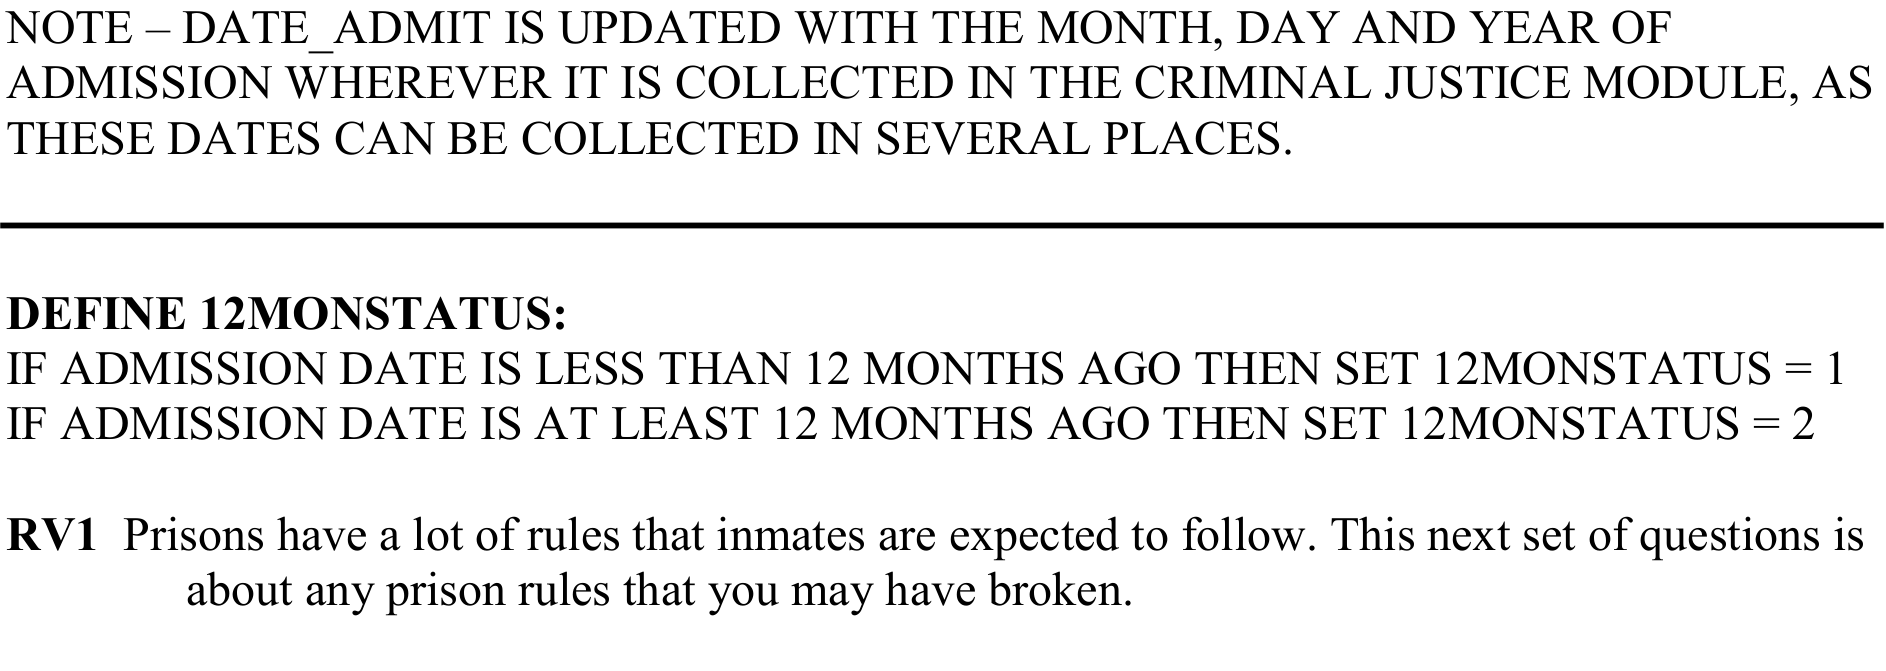 NOTE – DATE_ADMIT IS UPDATED WITH THE MONTH, DAY AND YEAR OF
ADMISSION WHEREVER IT IS COLLECTED IN THE CRIMINAL JUSTICE MODULE, AS
THESE DATES CAN BE COLLECTED IN SEVERAL PLACES.
DEFINE 12MONSTATUS:
IF ADMISSION DATE IS LESS THAN 12 MONTHS AGO THEN SET 12MONSTATUS = 1
IF ADMISSION DATE IS AT LEAST 12 MONTHS AGO THEN SET 12MONSTATUS = 2
RV1 Prisons have a lot of rules that inmates are expected to follow. This next set of questions is
about any prison rules that you may have broken.